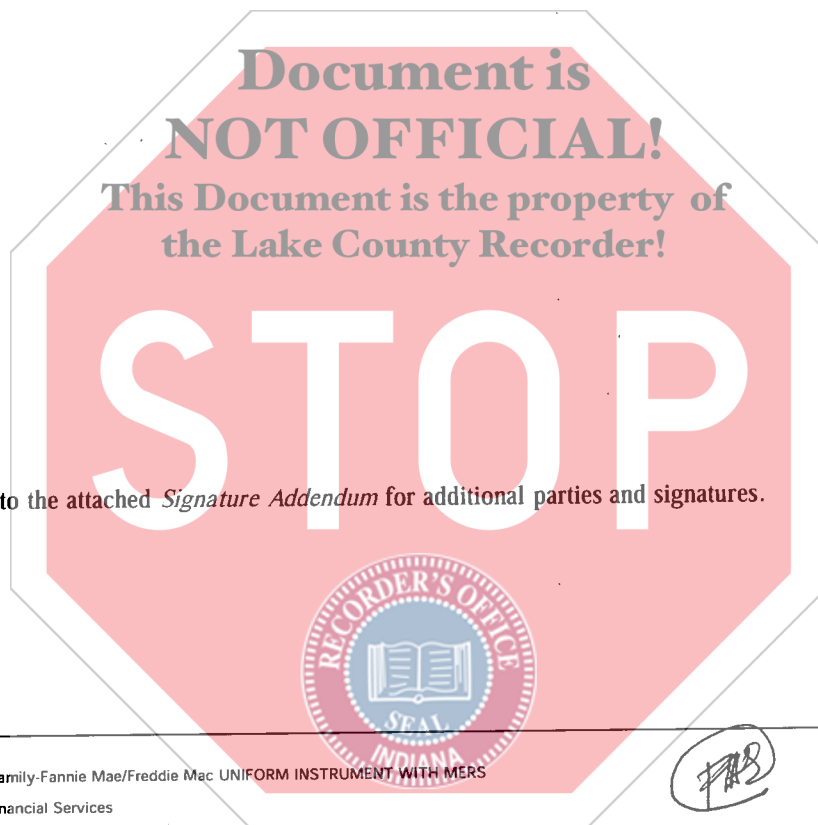 Document is
NOT OFFICIAL!
This Document is the property of
the Lake County Recorder!
STOP
to the attached Signature Addendum for additional parties and signatures.
RECORDER'S OFFICE
SEAL
INDIANA
amily-Fannie Mae/Freddie Mac UNIFORM INSTRUMENT WITH MERS
nancial Services